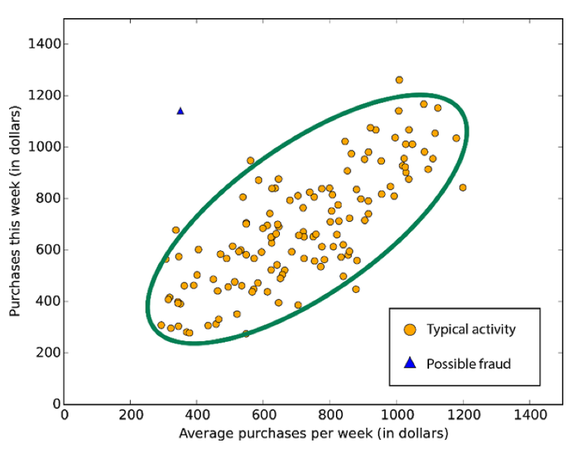 1400
1200
1000
800
600
400
200
0
0 200 400 600 800 1000 1200 1400
Purchases this week (in dollars)
Average purchases per week (in dollars)
Typical activity
Possible fraud